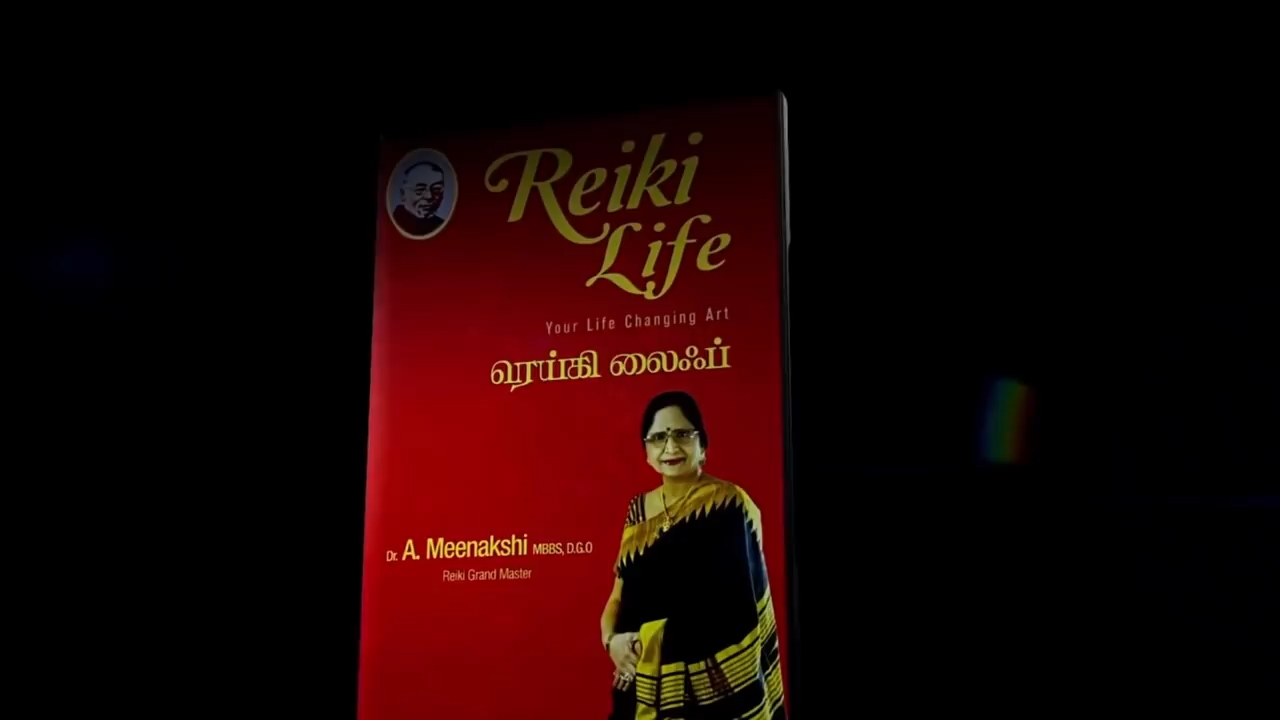 Reiki
Life
Your Life Changing Art
ரெய்கி லைஃப்
Dr. A. Meenakshi MBBS, D.G.O
Reiki Grand Master